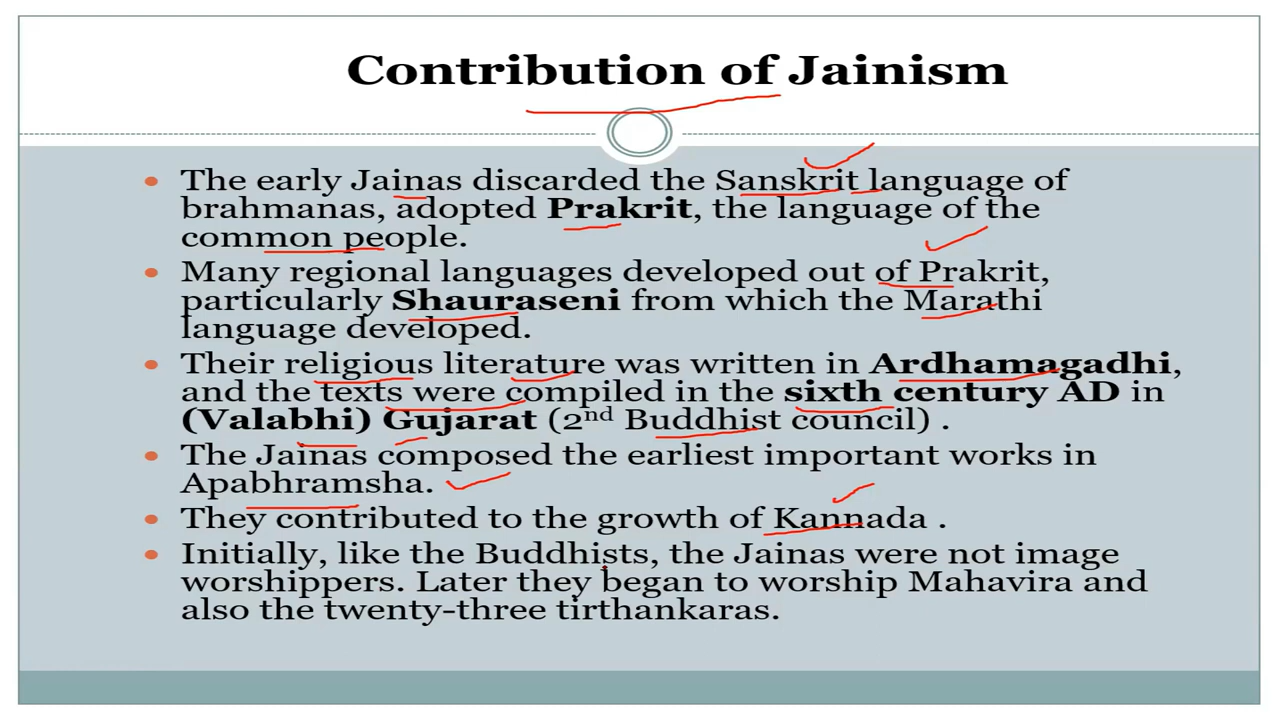 Contribution of Jainism
• The early Jainas discarded the Sanskrit language of
brahmanas, adopted Prakrit, the language of the
common people.
• Many regional languages developed out of Prakrit,
particularly Shauraseni from which the Marathi
language developed.
• Their religious literature was written in Ardhamagadhi,
and the texts were compiled in the sixth century AD in
(Valabhi) Gujarat (2nd Buddhist council) .
• The Jainas composed the earliest important works in
Apabhramsha.
• They contributed to the growth of Kannada .
• Initially, like the Buddhists, the Jainas were not image
worshippers. Later they began to worship Mahavira and
also the twenty-three tirthankaras.